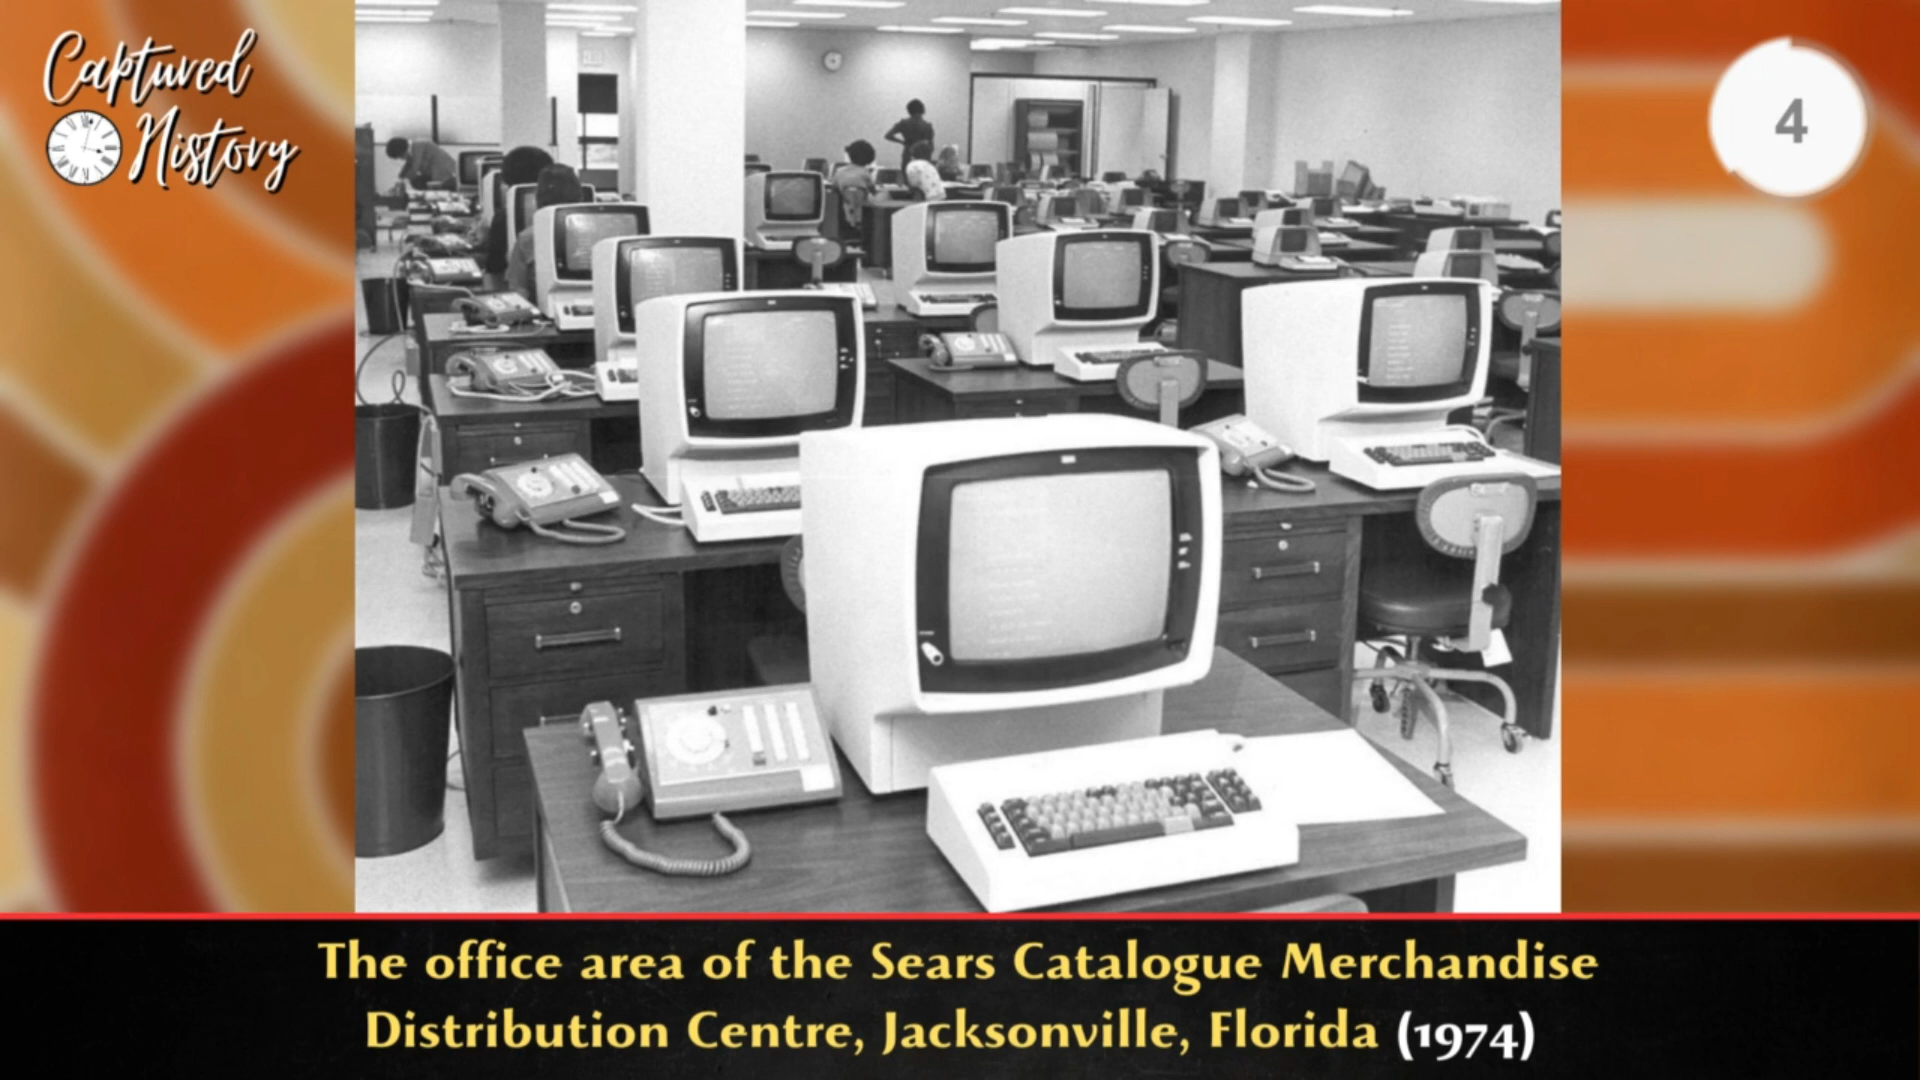 Captured
History
4
The office area of the Sears Catalogue Merchandise
Distribution Centre, Jacksonville, Florida (1974)